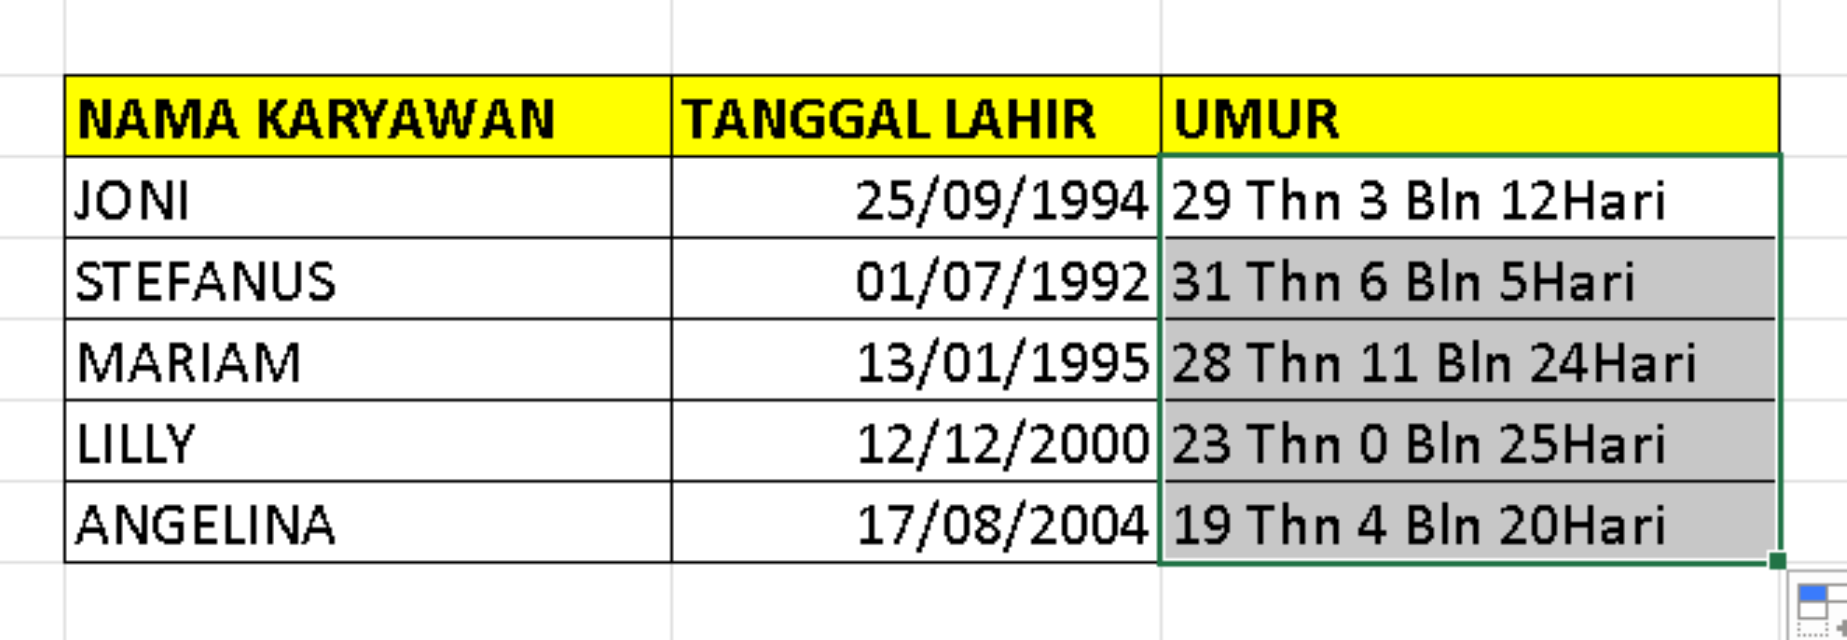 NAMA KARYAWAN TANGGAL LAHIR UMUR
JONI 25/09/1994 29 Thn 3 Bln 12Hari
STEFANUS 01/07/1992 31 Thn 6 Bln 5Hari
MARIAM 13/01/1995 28 Thn 11 Bln 24Hari
LILLY 12/12/2000 23 Thn 0 Bln 25Hari
ANGELINA 17/08/2004 19 Thn 4 Bln 20Hari